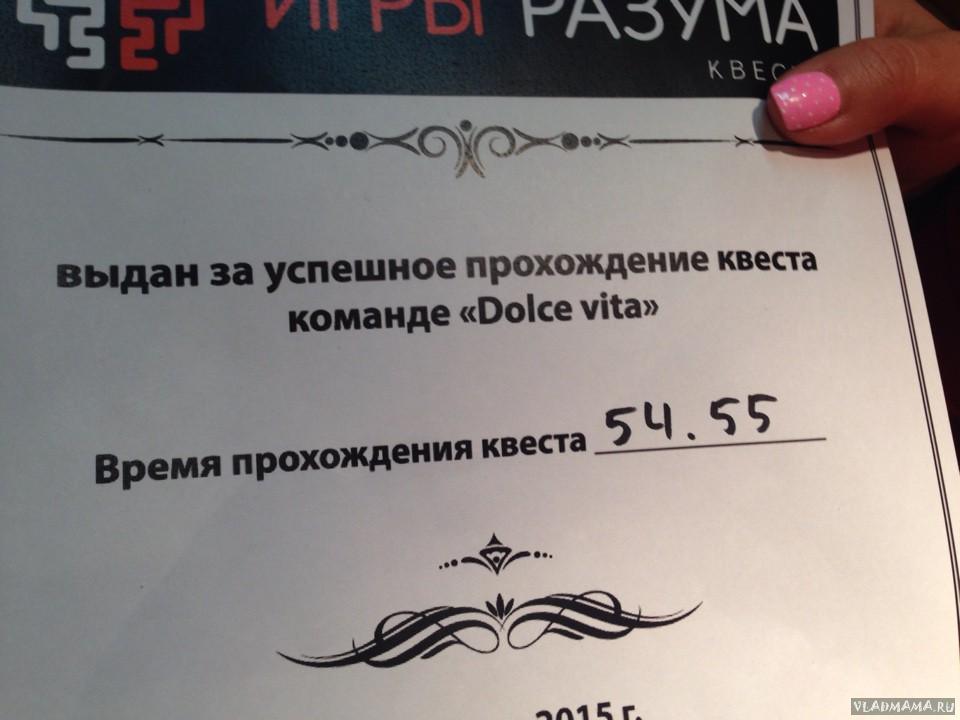 ИГРЫ РАЗУМА
выдан за успешное прохождение квеста
команде «Dolce vita»
Время прохождения квеста 54.55
2015 г.
VLADMAMA.RU